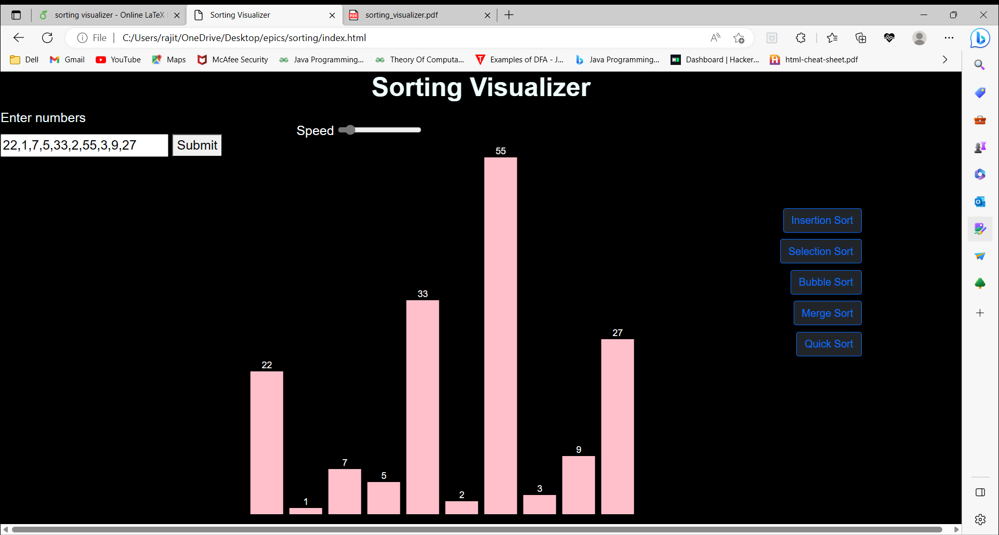 sorting visualizer - Online LaTeX
Sorting Visualizer
sorting_visualizer.pdf
File
C:/Users/rajit/OneDrive/Desktop/epics/sorting/index.html
Dell
Gmail
YouTube
Maps
McAfee Security
Java Programming...
Theory Of Computa...
Examples of DFA - J...
Java Programming...
Dashboard | Hacker...
html-cheat-sheet.pdf
Sorting Visualizer
Enter numbers
Speed
22,1,7,5,33,2,55,3,9,27
Submit
55
33
27
22
9
7
5
3
2
1
Insertion Sort
Selection Sort
Bubble Sort
Merge Sort
Quick Sort